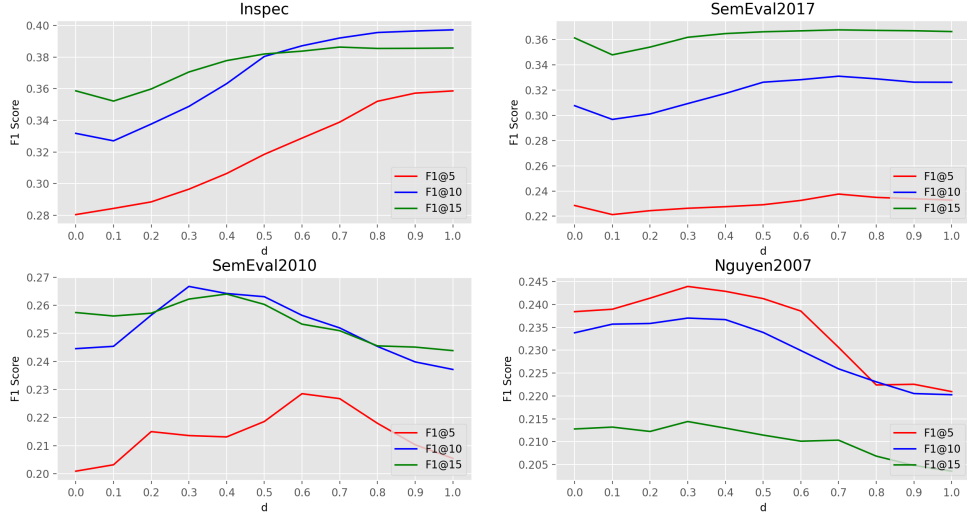 Inspec
F1 Score
0.40
0.38
0.36
0.34
0.32
0.30
0.28
0.0 0.1 0.2 0.3 0.4 0.5 0.6 0.7 0.8 0.9 1.0
d
F1@5
F1@10
F1@15
SemEval2017
F1 Score
0.36
0.34
0.32
0.30
0.28
0.26
0.24
0.22
0.0 0.1 0.2 0.3 0.4 0.5 0.6 0.7 0.8 0.9 1.0
d
F1@5
F1@10
F1@15
SemEval2010
F1 Score
0.27
0.26
0.25
0.24
0.23
0.22
0.21
0.20
0.0 0.1 0.2 0.3 0.4 0.5 0.6 0.7 0.8 0.9 1.0
d
F1@5
F1@10
F1@15
Nguyen2007
F1 Score
0.245
0.240
0.235
0.230
0.225
0.220
0.215
0.210
0.205
0.0 0.1 0.2 0.3 0.4 0.5 0.6 0.7 0.8 0.9 1.0
d
F1@5
F1@10
F1@15